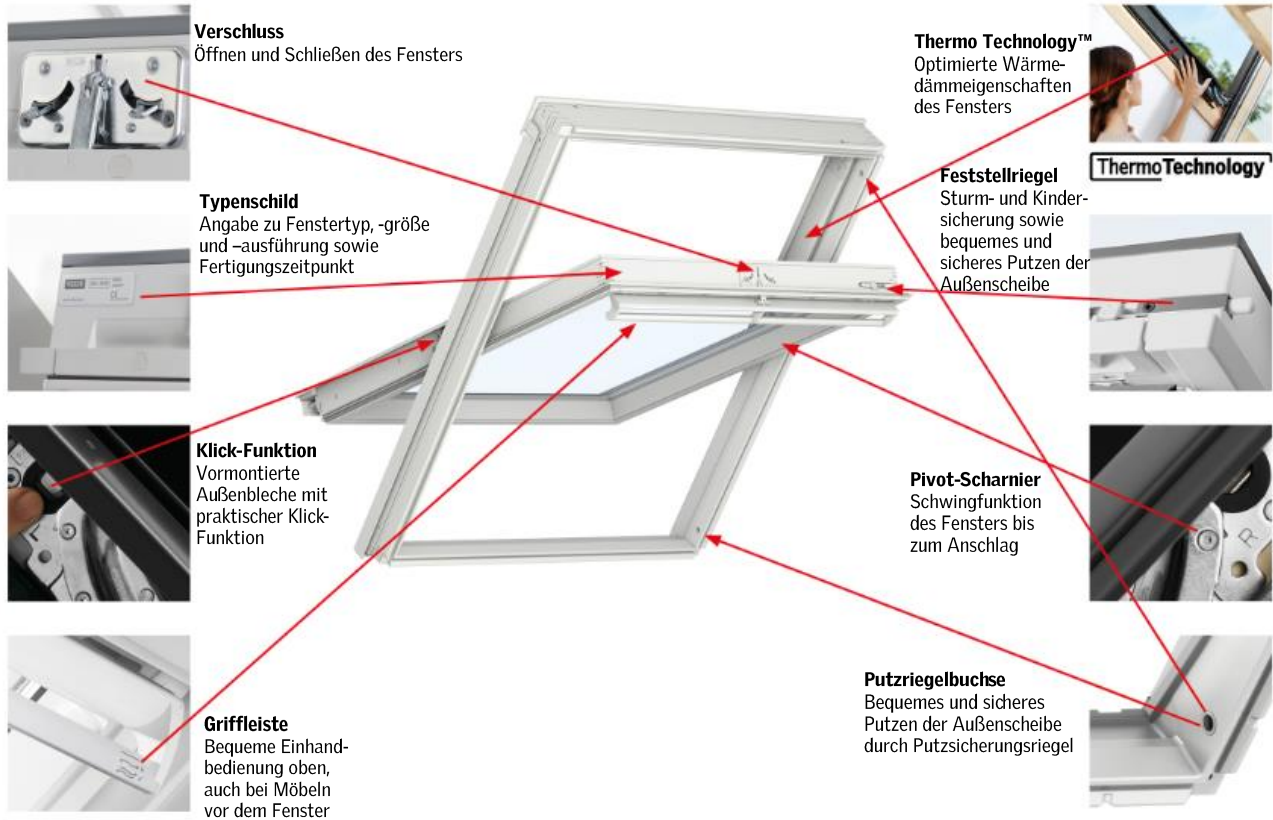 Verschluss
Öffnen und Schließen des Fensters
Typenschild
Angabe zu Fenstertyp, -größe
und –ausführung sowie
Fertigungszeitpunkt
Klick-Funktion
Vormontierte
Außenbleche mit
praktischer Klick-
Funktion
Griffleiste
Bequeme Einhand-
bedienung oben,
auch bei Möbeln
vor dem Fenster
Thermo Technology™
Optimierte Wärme-
dämmeigenschaften
des Fensters
ThermoTechnology
Feststellriegel
Sturm- und Kinder-
sicherung sowie
bequemes und
sicheres Putzen der
Außenscheibe
Pivot-Scharnier
Schwingfunktion
des Fensters bis
zum Anschlag
R
Putzriegelbuchse
Bequemes und sicheres
Putzen der Außenscheibe
durch Putzsicherungsriegel